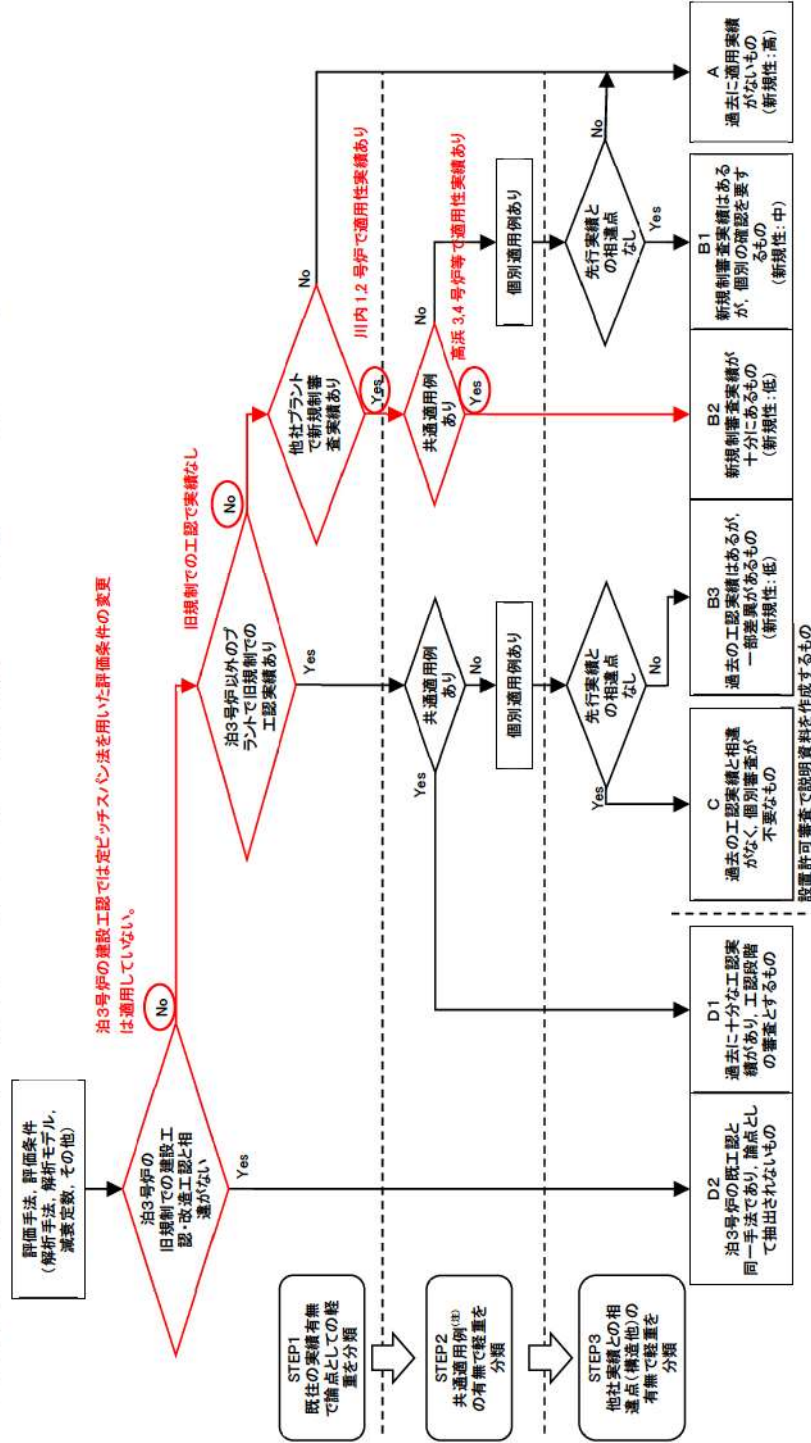 評価手法，評価条件
（解析手法，解析モデル，
減衰定数，その他）
泊3号炉の建設工認では定ピッチスパン法を用いた評価条件の変更
は適用していない。
泊3号炉の
旧規制での建設工
認・改造工認と相
違がない
No
Yes
旧規制での工認で実績なし
泊3号炉以外のプ
ラントで旧規制での
工認実績あり
No
Yes
他社プラント
で新規制審
査実績あり
No
Yes
川内 1,2 号炉で適用性実績あり
STEP1
既往の実績有無
で論点としての軽
重を分類
STEP2
共通適用例(注)
の有無で軽重を
分類
共通適用例
あり
Yes
No
個別適用例あり
共通適用例
あり
Yes
No
高浜 3,4 号炉等で適用性実績あり
個別適用例あり
STEP3
他社実績との相
違点（構造他）の
有無で軽重を
分類
先行実績と
の相違点
なし
Yes
No
先行実績と
の相違点
なし
No
Yes
D2
泊3号炉の既工認と
同一手法であり，論点とし
て抽出されないもの
D1
過去に十分な工認実
績があり，工認段階
の審査とするもの
C
過去の工認実績と相違
がなく，個別審査が
不要なもの
B3
過去の工認実績はあるが，
一部差異があるもの
（新規性：低）
B2
新規制審査実績が
十分にあるもの
（新規性：低）
B1
新規制審査実績はある
が，個別の確認を要す
るもの
（新規性：中）
A
過去に適用実績
がないもの
（新規性：高）
設置許可審査で説明資料を作成するもの